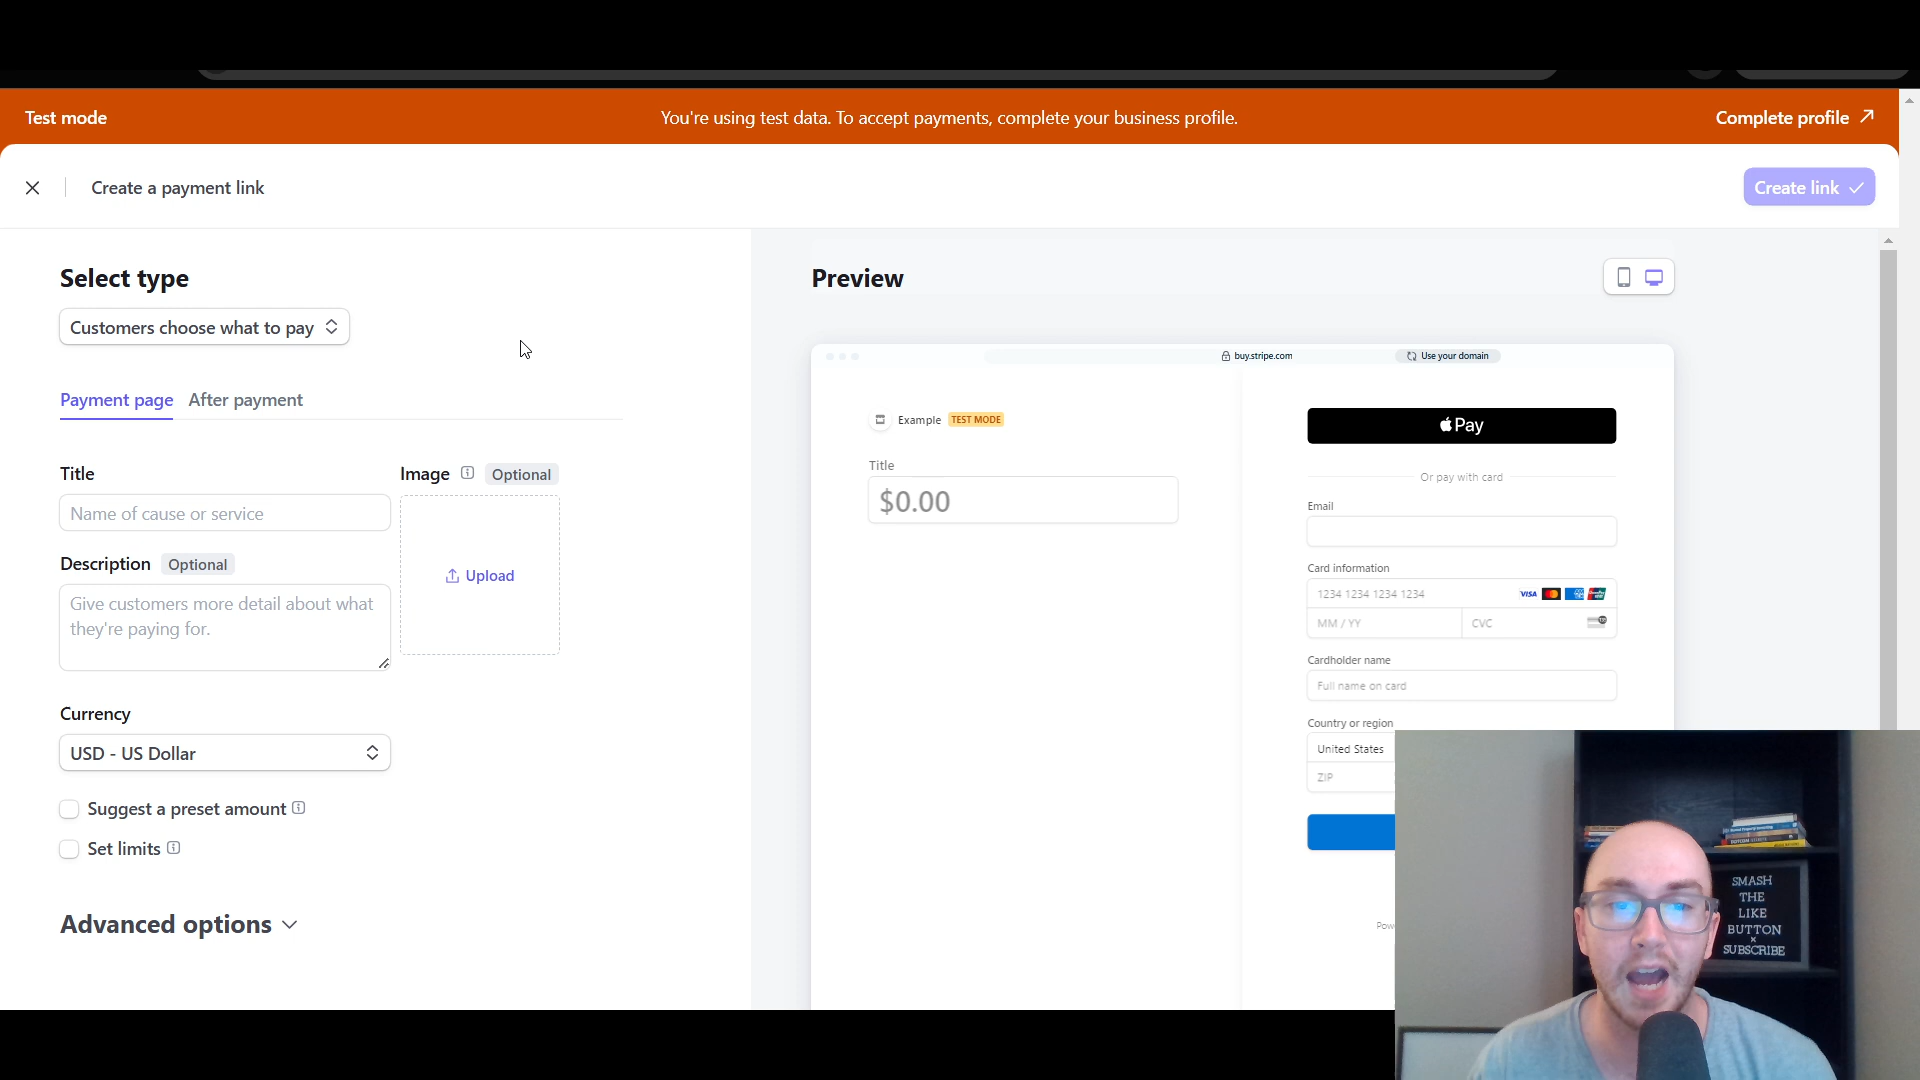 Test mode
You're using test data. To accept payments, complete your business profile.
Complete profile
Create a payment link
Create link
Select type
Customers choose what to pay
Payment page
After payment
Title
Name of cause or service
Image
Optional
Upload
Description
Optional
Give customers more detail about what
they're paying for.
Currency
USD - US Dollar
Suggest a preset amount
Set limits
Advanced options
Preview
buy.stripe.com
Use your domain
Example
TEST MODE
Title
$0.00
Pay
Or pay with card
Email
Card information
1234 1234 1234 1234
VISA
MM / YY
CVC
Cardholder name
Full name on card
Country or region
United States
ZIP
SMASH
THE
LIKE
BUTTON
×
SUBSCRIBE